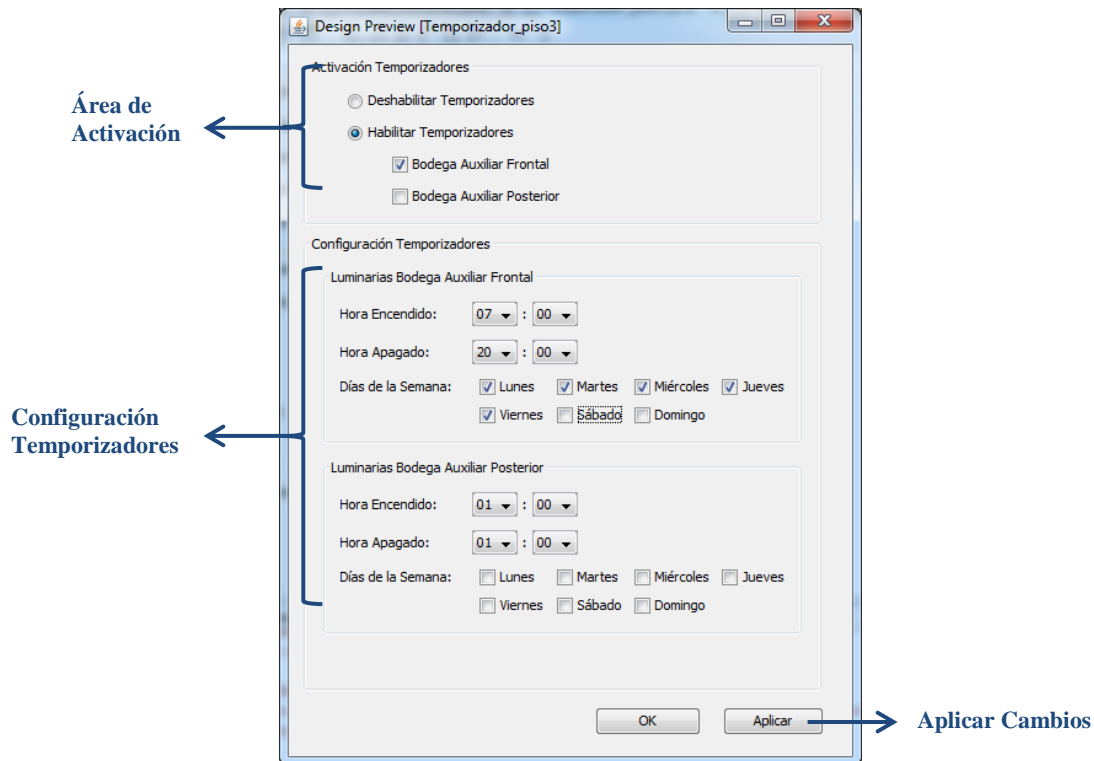 Design Preview [Temporizador_piso3]
Activación Temporizadores
Deshabilitar Temporizadores
Área de
Activación
Habilitar Temporizadores
Bodega Auxiliar Frontal
Bodega Auxiliar Posterior
Configuración Temporizadores
Luminarias Bodega Auxiliar Frontal
Hora Encendido: 07 : 00
Hora Apagado: 20 : 00
Días de la Semana: Lunes Martes Miércoles Jueves
Viernes Sábado Domingo
Configuración
Temporizadores
Luminarias Bodega Auxiliar Posterior
Hora Encendido: 01 : 00
Hora Apagado: 01 : 00
Días de la Semana: Lunes Martes Miércoles Jueves
Viernes Sábado Domingo
OK Aplicar
Aplicar Cambios